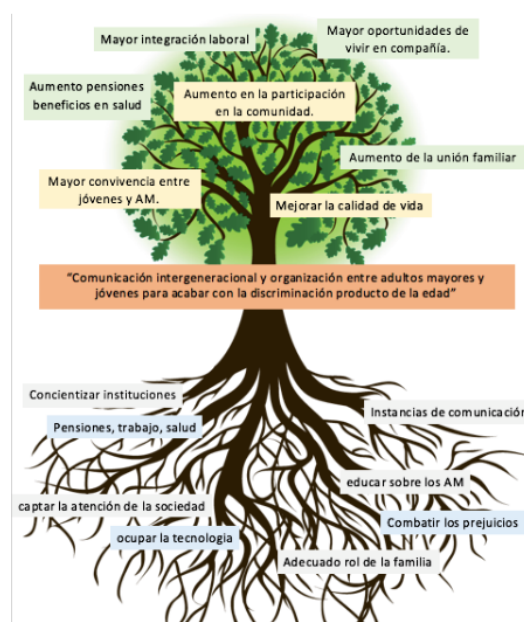 Mayor integración laboral
Mayor oportunidades de
vivir en compañía.
Aumento pensiones
beneficios en salud
Aumento en la participación
en la comunidad.
Aumento de la unión familiar
Mayor convivencia entre
jóvenes y AM.
Mejorar la calidad de vida
“Comunicación intergeneracional y organización entre adultos mayores y
jóvenes para acabar con la discriminación producto de la edad”
Concientizar instituciones
Instancias de comunicación
Pensiones, trabajo, salud
educar sobre los AM
captar la atención de la sociedad
Combatir los prejuicios
ocupar la tecnologia
Adecuado rol de la familia